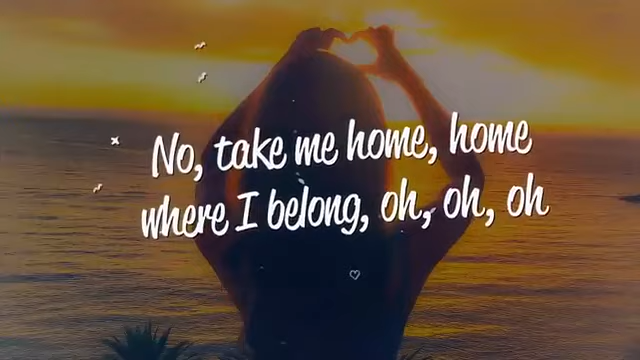 No, take me home, home
where I belong, oh, oh, oh